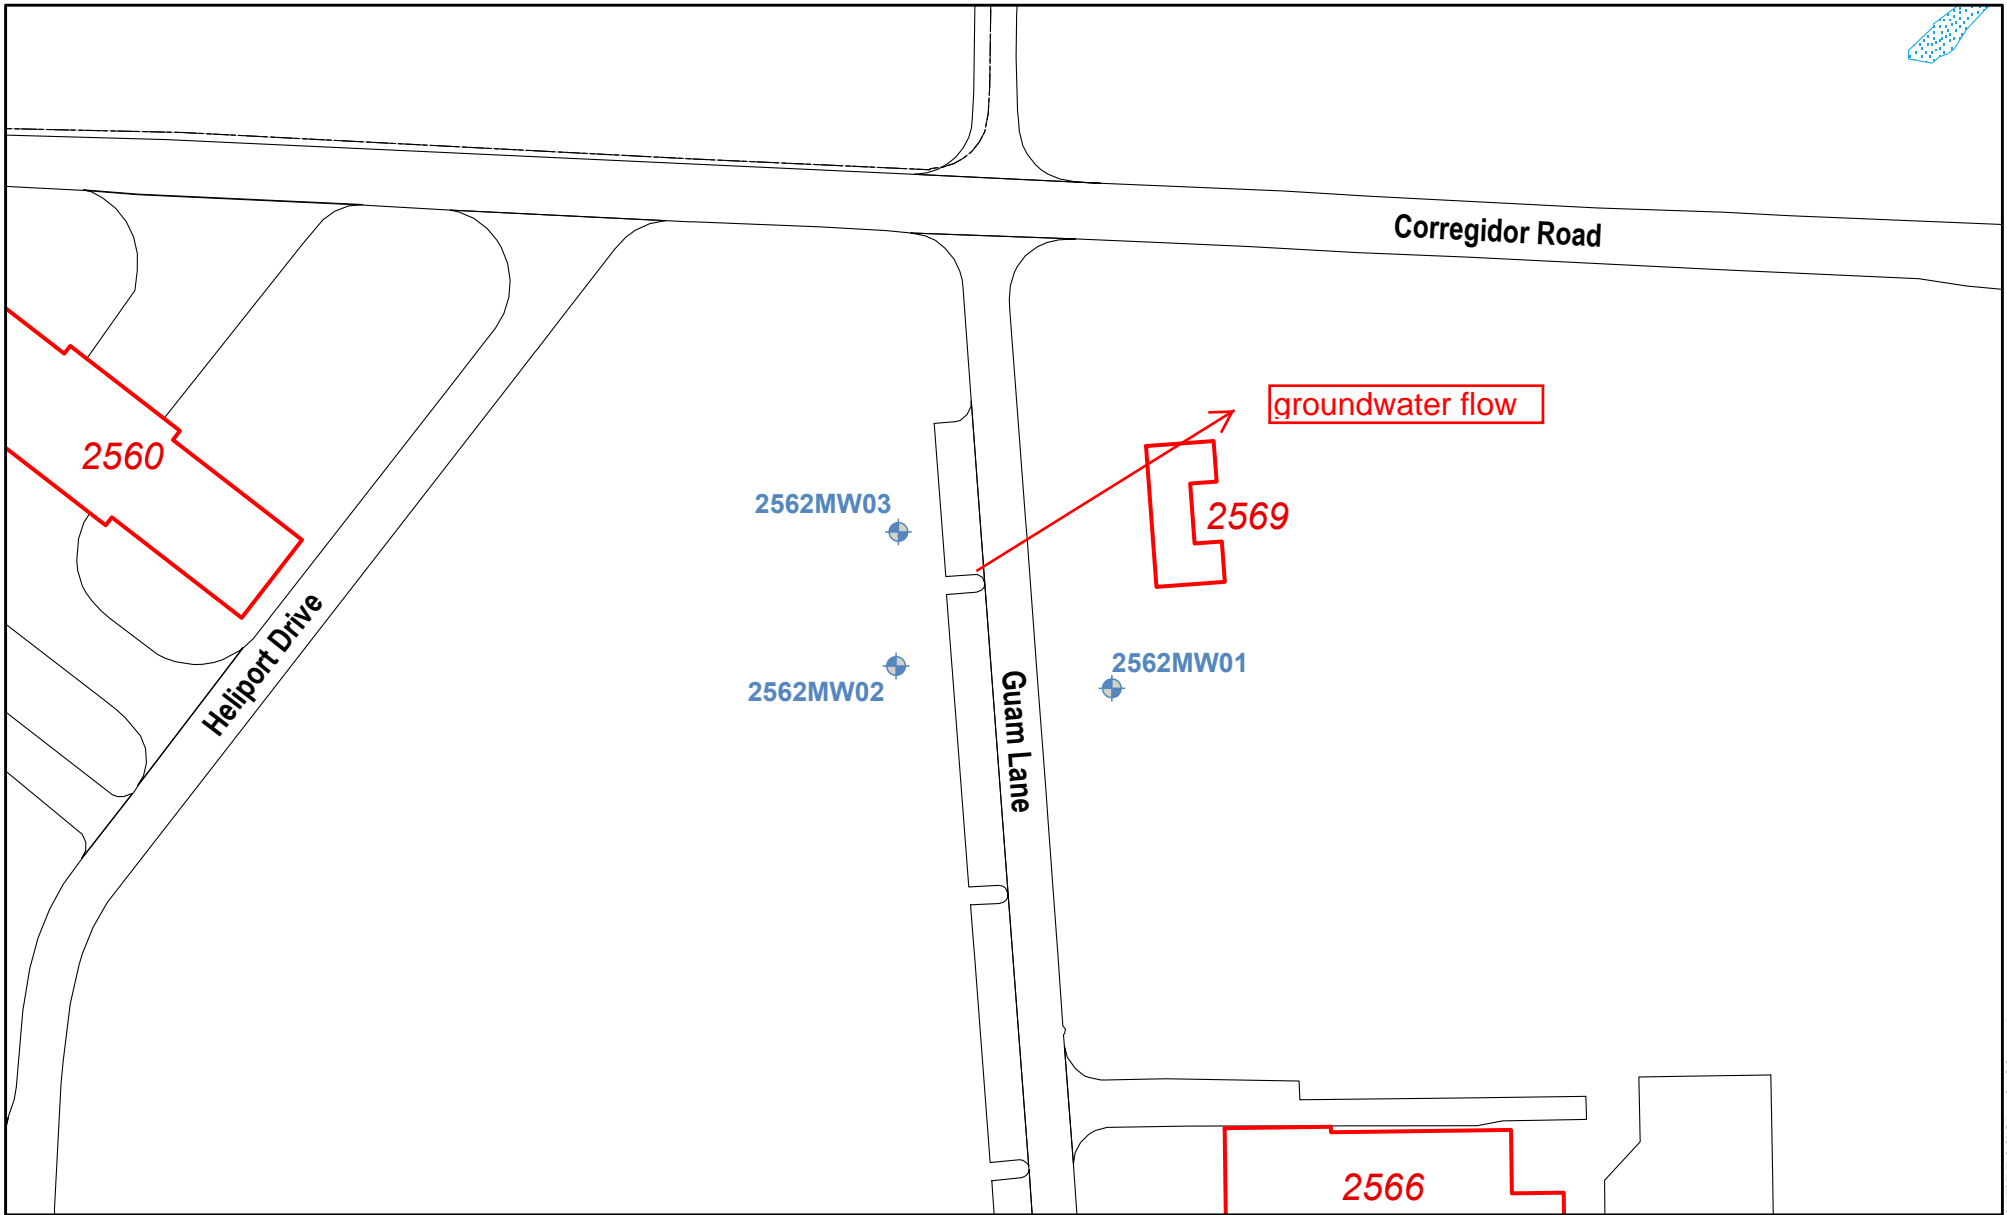 Corregidor Road
groundwater flow
2560
2562MW03
2569
Heliport Drive
2562MW01
2562MW02
Guam Lane
2566